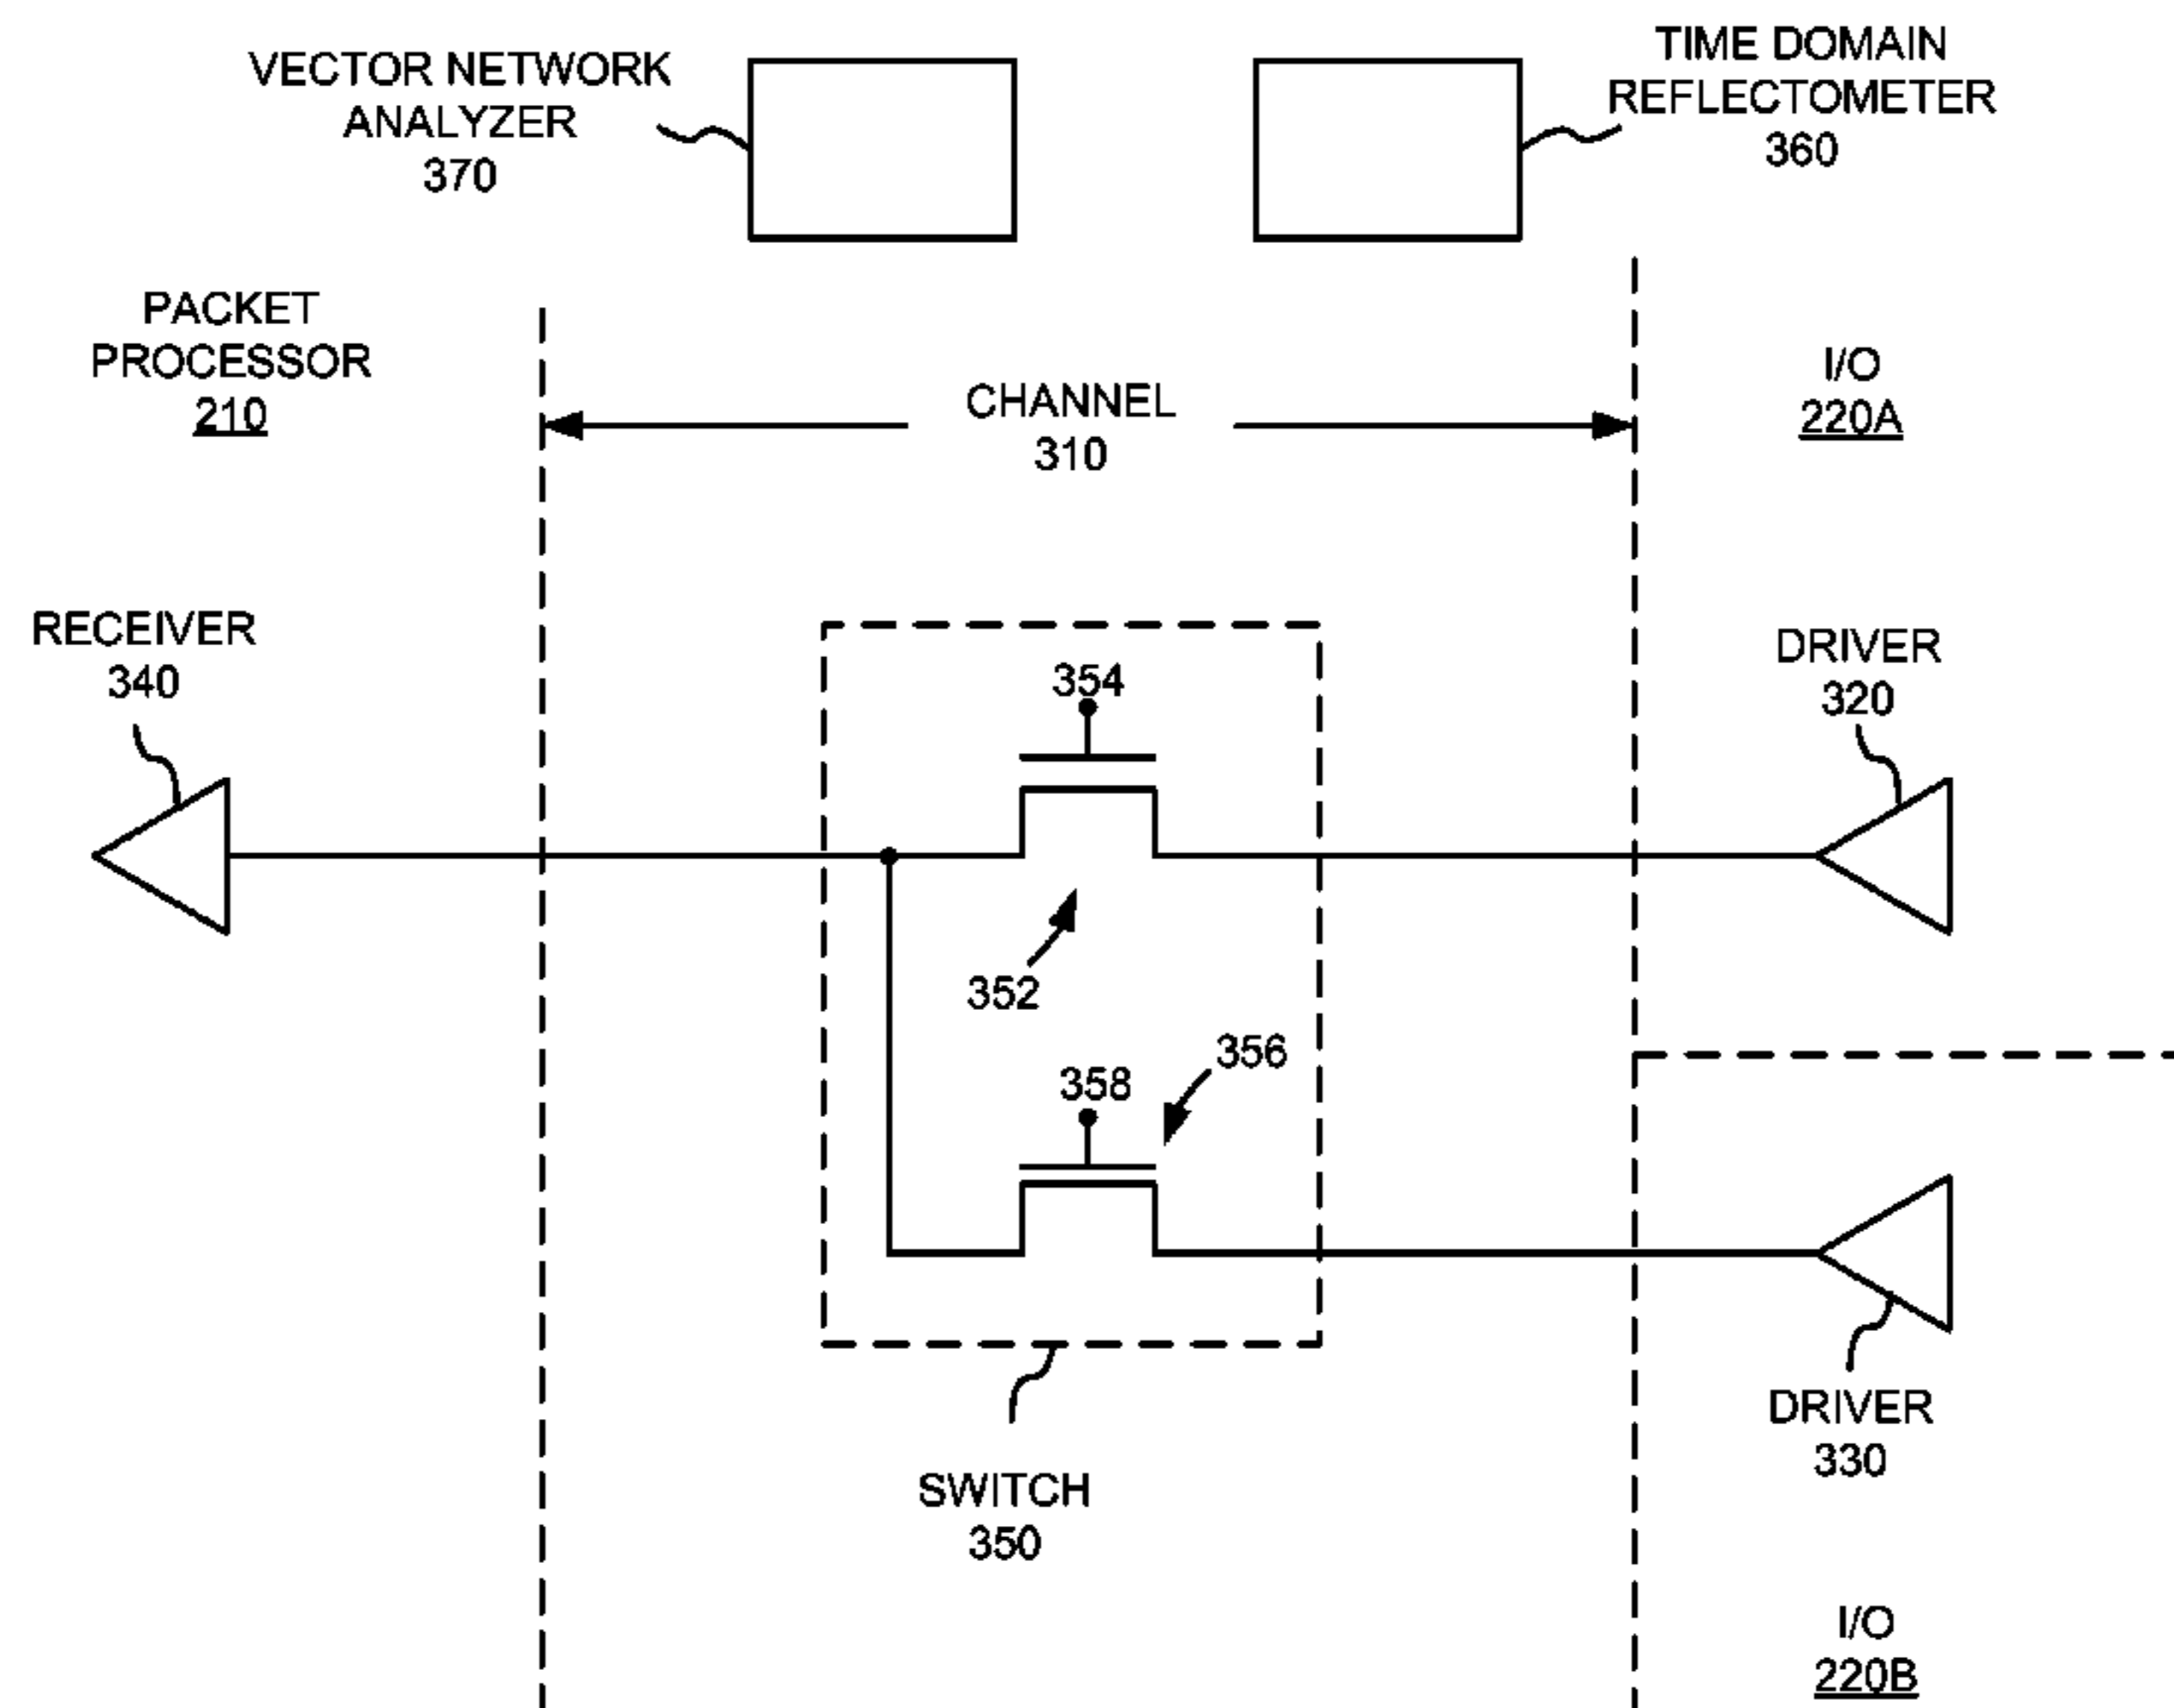 VECTOR NETWORK
ANALYZER
370
TIME DOMAIN
REFLECTOMETER
360
PACKET
PROCESSOR
210
CHANNEL
310
I/O
220A
RECEIVER
340
354
DRIVER
320
352
356
358
DRIVER
330
SWITCH
350
I/O
220B